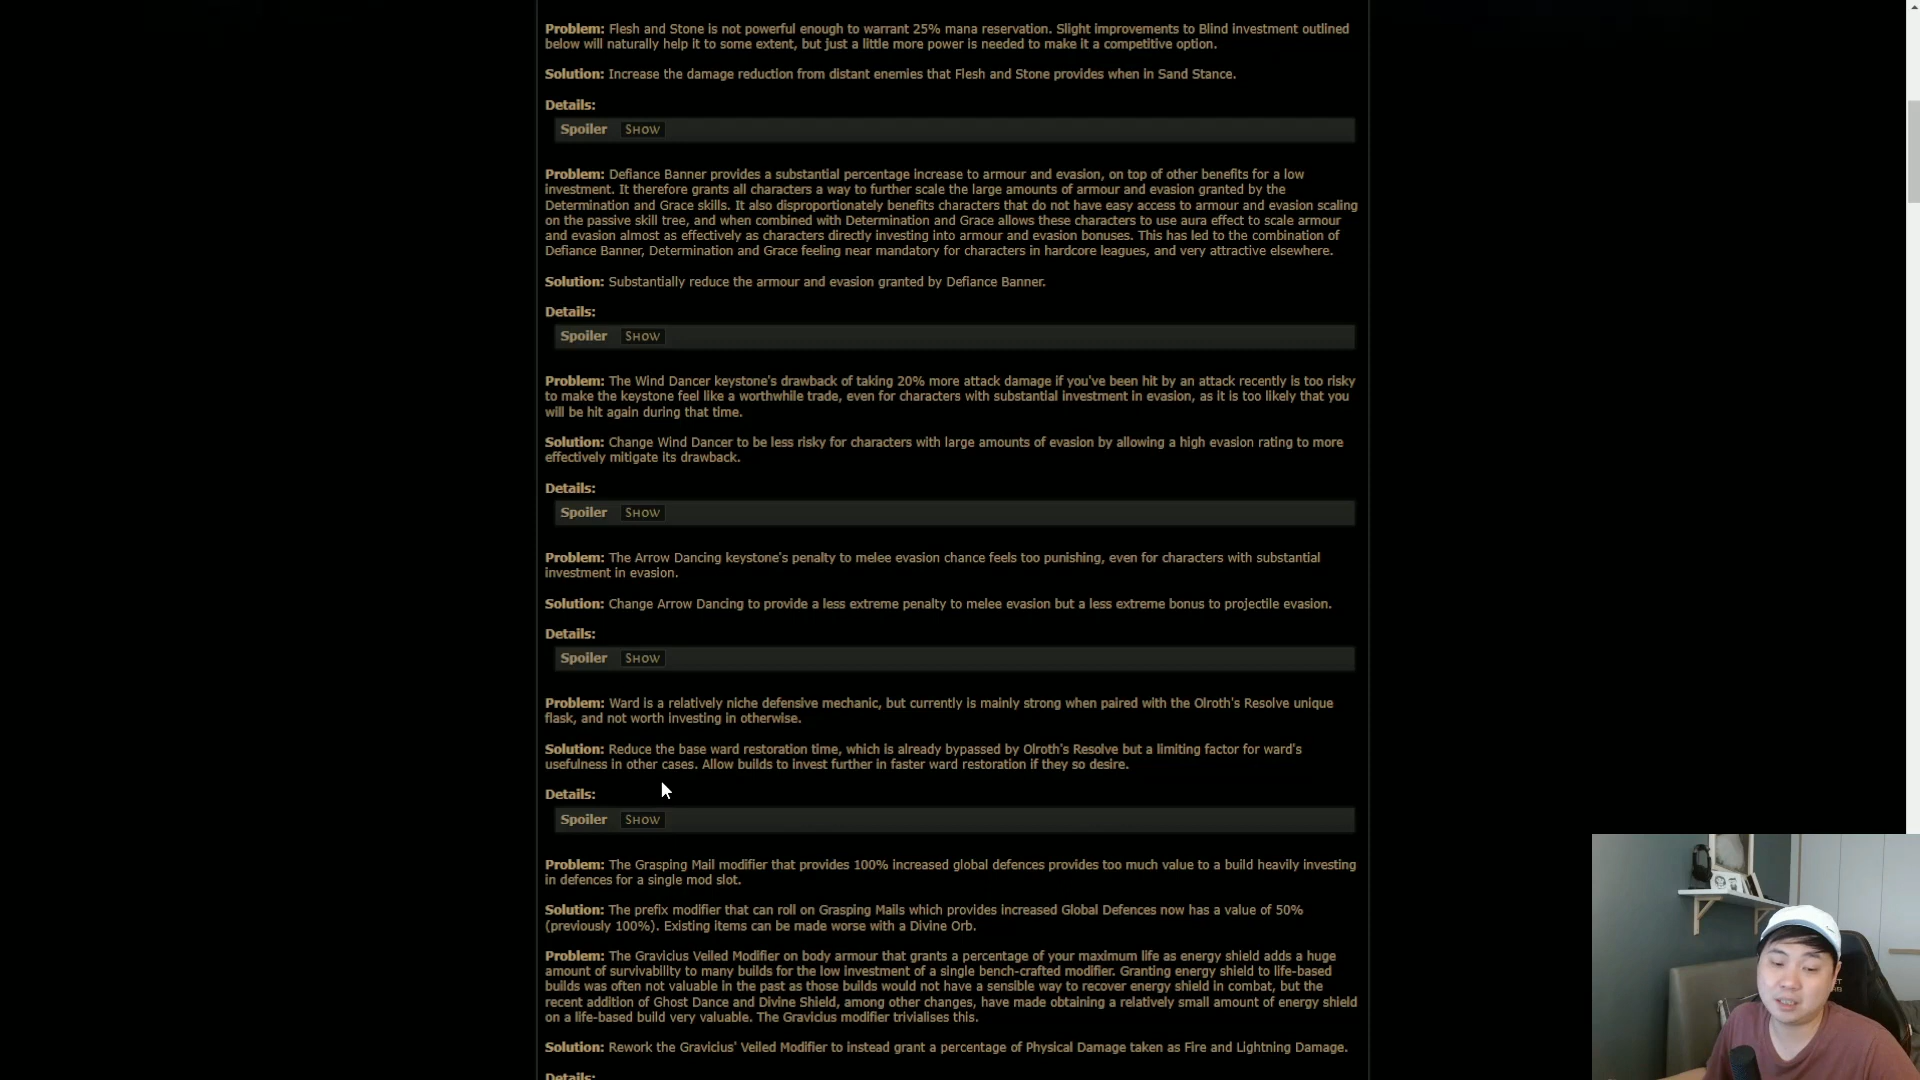 Problem: Flesh and Stone is not powerful enough to warrant 25% mana reservation. Slight improvements to Blind investment outlined
below will naturally help it to some extent, but just a little more power is needed to make it a competitive option.
Solution: Increase the damage reduction from distant enemies that Flesh and Stone provides when in Sand Stance.
Details:
Spoiler SHOW
Problem: Defiance Banner provides a substantial percentage increase to armour and evasion, on top of other benefits for a low
investment. It therefore grants all characters a way to further scale the large amounts of armour and evasion granted by the
Determination and Grace skills. It also disproportionately benefits characters that do not have easy access to armour and evasion scaling
on the passive skill tree, and when combined with Determination and Grace allows these characters to use aura effect to scale armour
and evasion almost as effectively as characters directly investing into armour and evasion bonuses. This has led to the combination of
Defiance Banner, Determination and Grace feeling near mandatory for characters in hardcore leagues, and very attractive elsewhere.
Solution: Substantially reduce the armour and evasion granted by Defiance Banner.
Details:
Spoiler SHOW
Problem: The Wind Dancer keystone's drawback of taking 20% more attack damage if you've been hit by an attack recently is too risky
to make the keystone feel like a worthwhile trade, even for characters with substantial investment in evasion, as it is too likely that you
will be hit again during that time.
Solution: Change Wind Dancer to be less risky for characters with large amounts of evasion by allowing a high evasion rating to more
effectively mitigate its drawback.
Details:
Spoiler SHOW
Problem: The Arrow Dancing keystone's penalty to melee evasion chance feels too punishing, even for characters with substantial
investment in evasion.
Solution: Change Arrow Dancing to provide a less extreme penalty to melee evasion but a less extreme bonus to projectile evasion.
Details:
Spoiler SHOW
Problem: Ward is a relatively niche defensive mechanic, but currently is mainly strong when paired with the Olroth's Resolve unique
flask, and not worth investing in otherwise.
Solution: Reduce the base ward restoration time, which is already bypassed by Olroth's Resolve but a limiting factor for ward's
usefulness in other cases. Allow builds to invest further in faster ward restoration if they so desire.
Details:
Spoiler SHOW
Problem: The Grasping Mail modifier that provides 100% increased global defences provides too much value to a build heavily investing
in defences for a single mod slot.
Solution: The prefix modifier that can roll on Grasping Mails which provides increased Global Defences now has a value of 50%
(previously 100%). Existing items can be made worse with a Divine Orb.
Problem: The Gravicius Veiled Modifier on body armour that grants a percentage of your maximum life as energy shield adds a huge
amount of survivability to many builds for the low investment of a single bench-crafted modifier. Granting energy shield to life-based
builds was often not valuable in the past as those builds would not have a sensible way to recover energy shield in combat, but the
recent addition of Ghost Dance and Divine Shield, among other changes, have made obtaining a relatively small amount of energy shield
on a life-based build very valuable. The Gravicius modifier trivialises this.
Solution: Rework the Gravicius' Veiled Modifier to instead grant a percentage of Physical Damage taken as Fire and Lightning Damage.
Details: